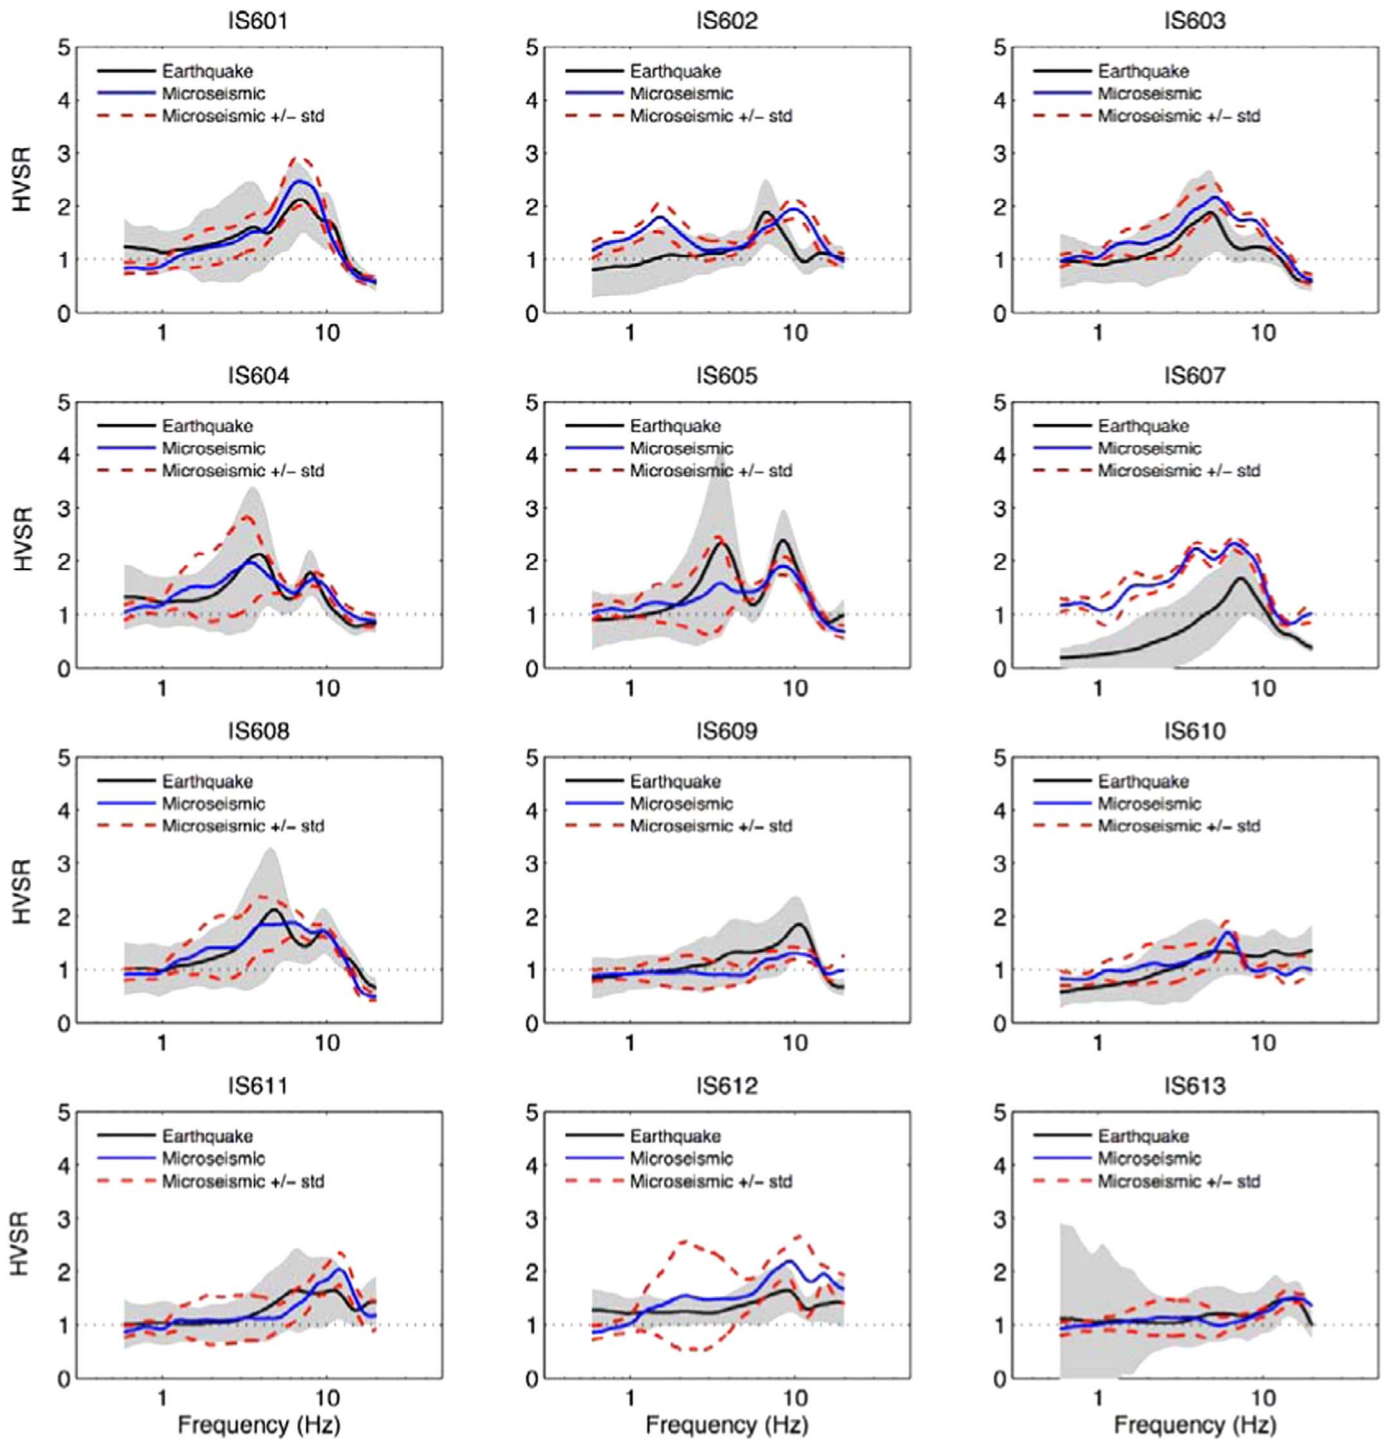 IS601
IS602
IS603
5
4
3
2
1
0
HVSR
Earthquake
Microseismic
Microseismic +/− std
1
10
5
4
3
2
1
0
Earthquake
Microseismic
Microseismic +/− std
1
10
5
4
3
2
1
0
Earthquake
Microseismic
Microseismic +/− std
1
10
IS604
IS605
IS607
5
4
3
2
1
0
HVSR
Earthquake
Microseismic
Microseismic +/− std
1
10
5
4
3
2
1
0
Earthquake
Microseismic
Microseismic +/− std
1
10
5
4
3
2
1
0
Earthquake
Microseismic
Microseismic +/− std
1
10
IS608
IS609
IS610
5
4
3
2
1
0
HVSR
Earthquake
Microseismic
Microseismic +/− std
1
10
5
4
3
2
1
0
Earthquake
Microseismic
Microseismic +/− std
1
10
5
4
3
2
1
0
Earthquake
Microseismic
Microseismic +/− std
1
10
IS611
IS612
IS613
5
4
3
2
1
0
HVSR
Earthquake
Microseismic
Microseismic +/− std
1
10
Frequency (Hz)
5
4
3
2
1
0
Earthquake
Microseismic
Microseismic +/− std
1
10
Frequency (Hz)
5
4
3
2
1
0
Earthquake
Microseismic
Microseismic +/− std
1
10
Frequency (Hz)